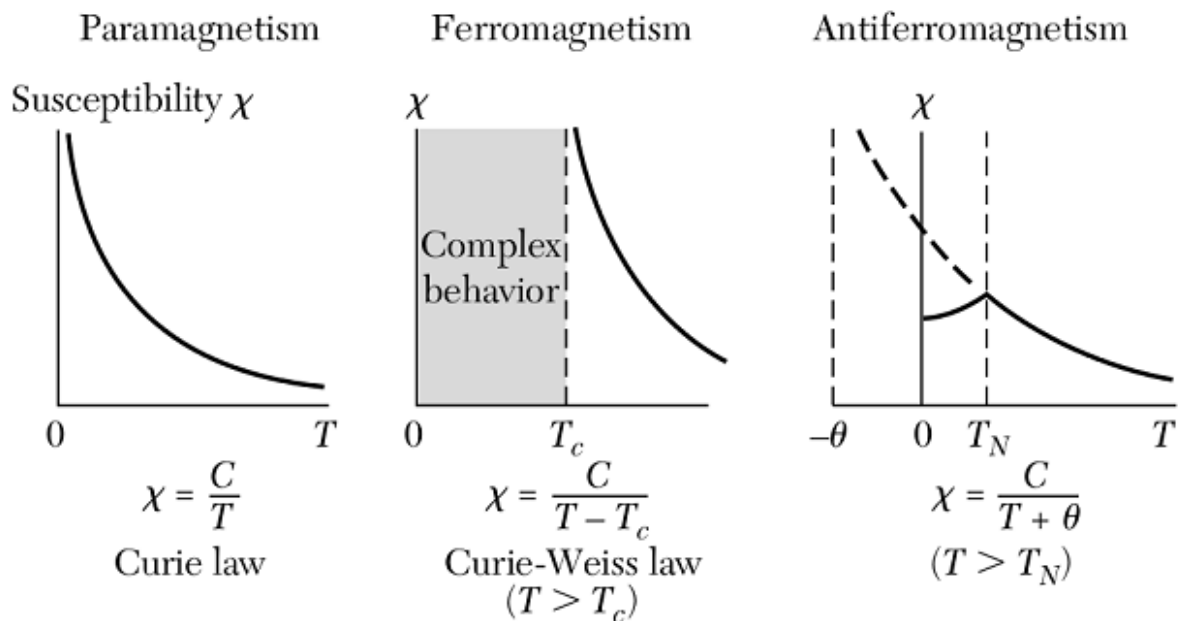 Paramagnetism
Susceptibility χ
0
T
χ = C/T
Curie law
Ferromagnetism
χ
Complex
behavior
0
T_c
χ = C/(T − T_c)
Curie-Weiss law
(T > T_c)
Antiferromagnetism
χ
−θ
0
T_N
T
χ = C/(T + θ)
(T > T_N)